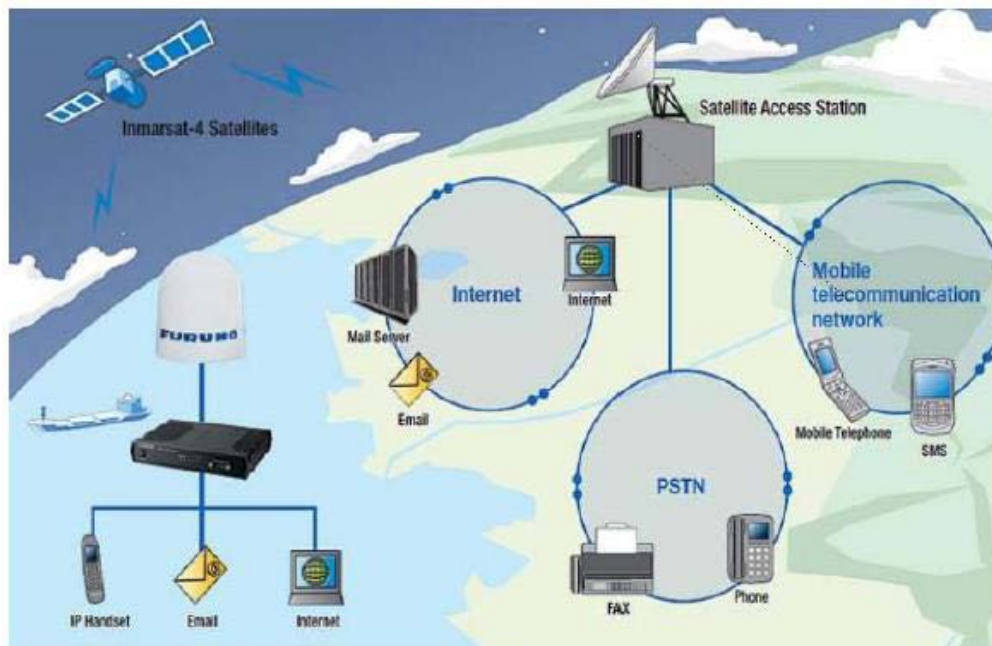 Inmarsat-4 Satellites
Satellite Access Station
Internet
Internet
Mail Server
Email
Mobile
telecommunication
network
Mobile Telephone
SMS
FURUNO
PSTN
FAX
Phone
IP Handset
Email
Internet